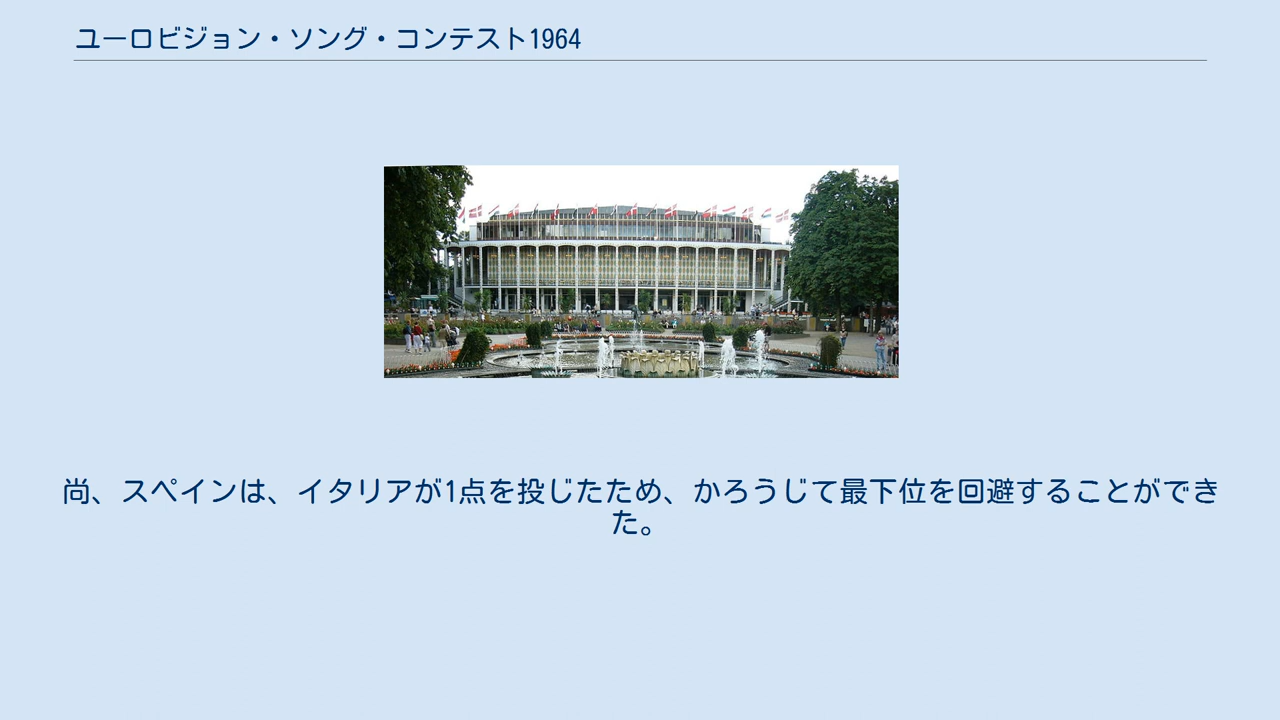 ユーロビジョン・ソング・コンテスト1964
尚、スペインは、イタリアが1点を投じたため、かろうじて最下位を回避することができ
た。